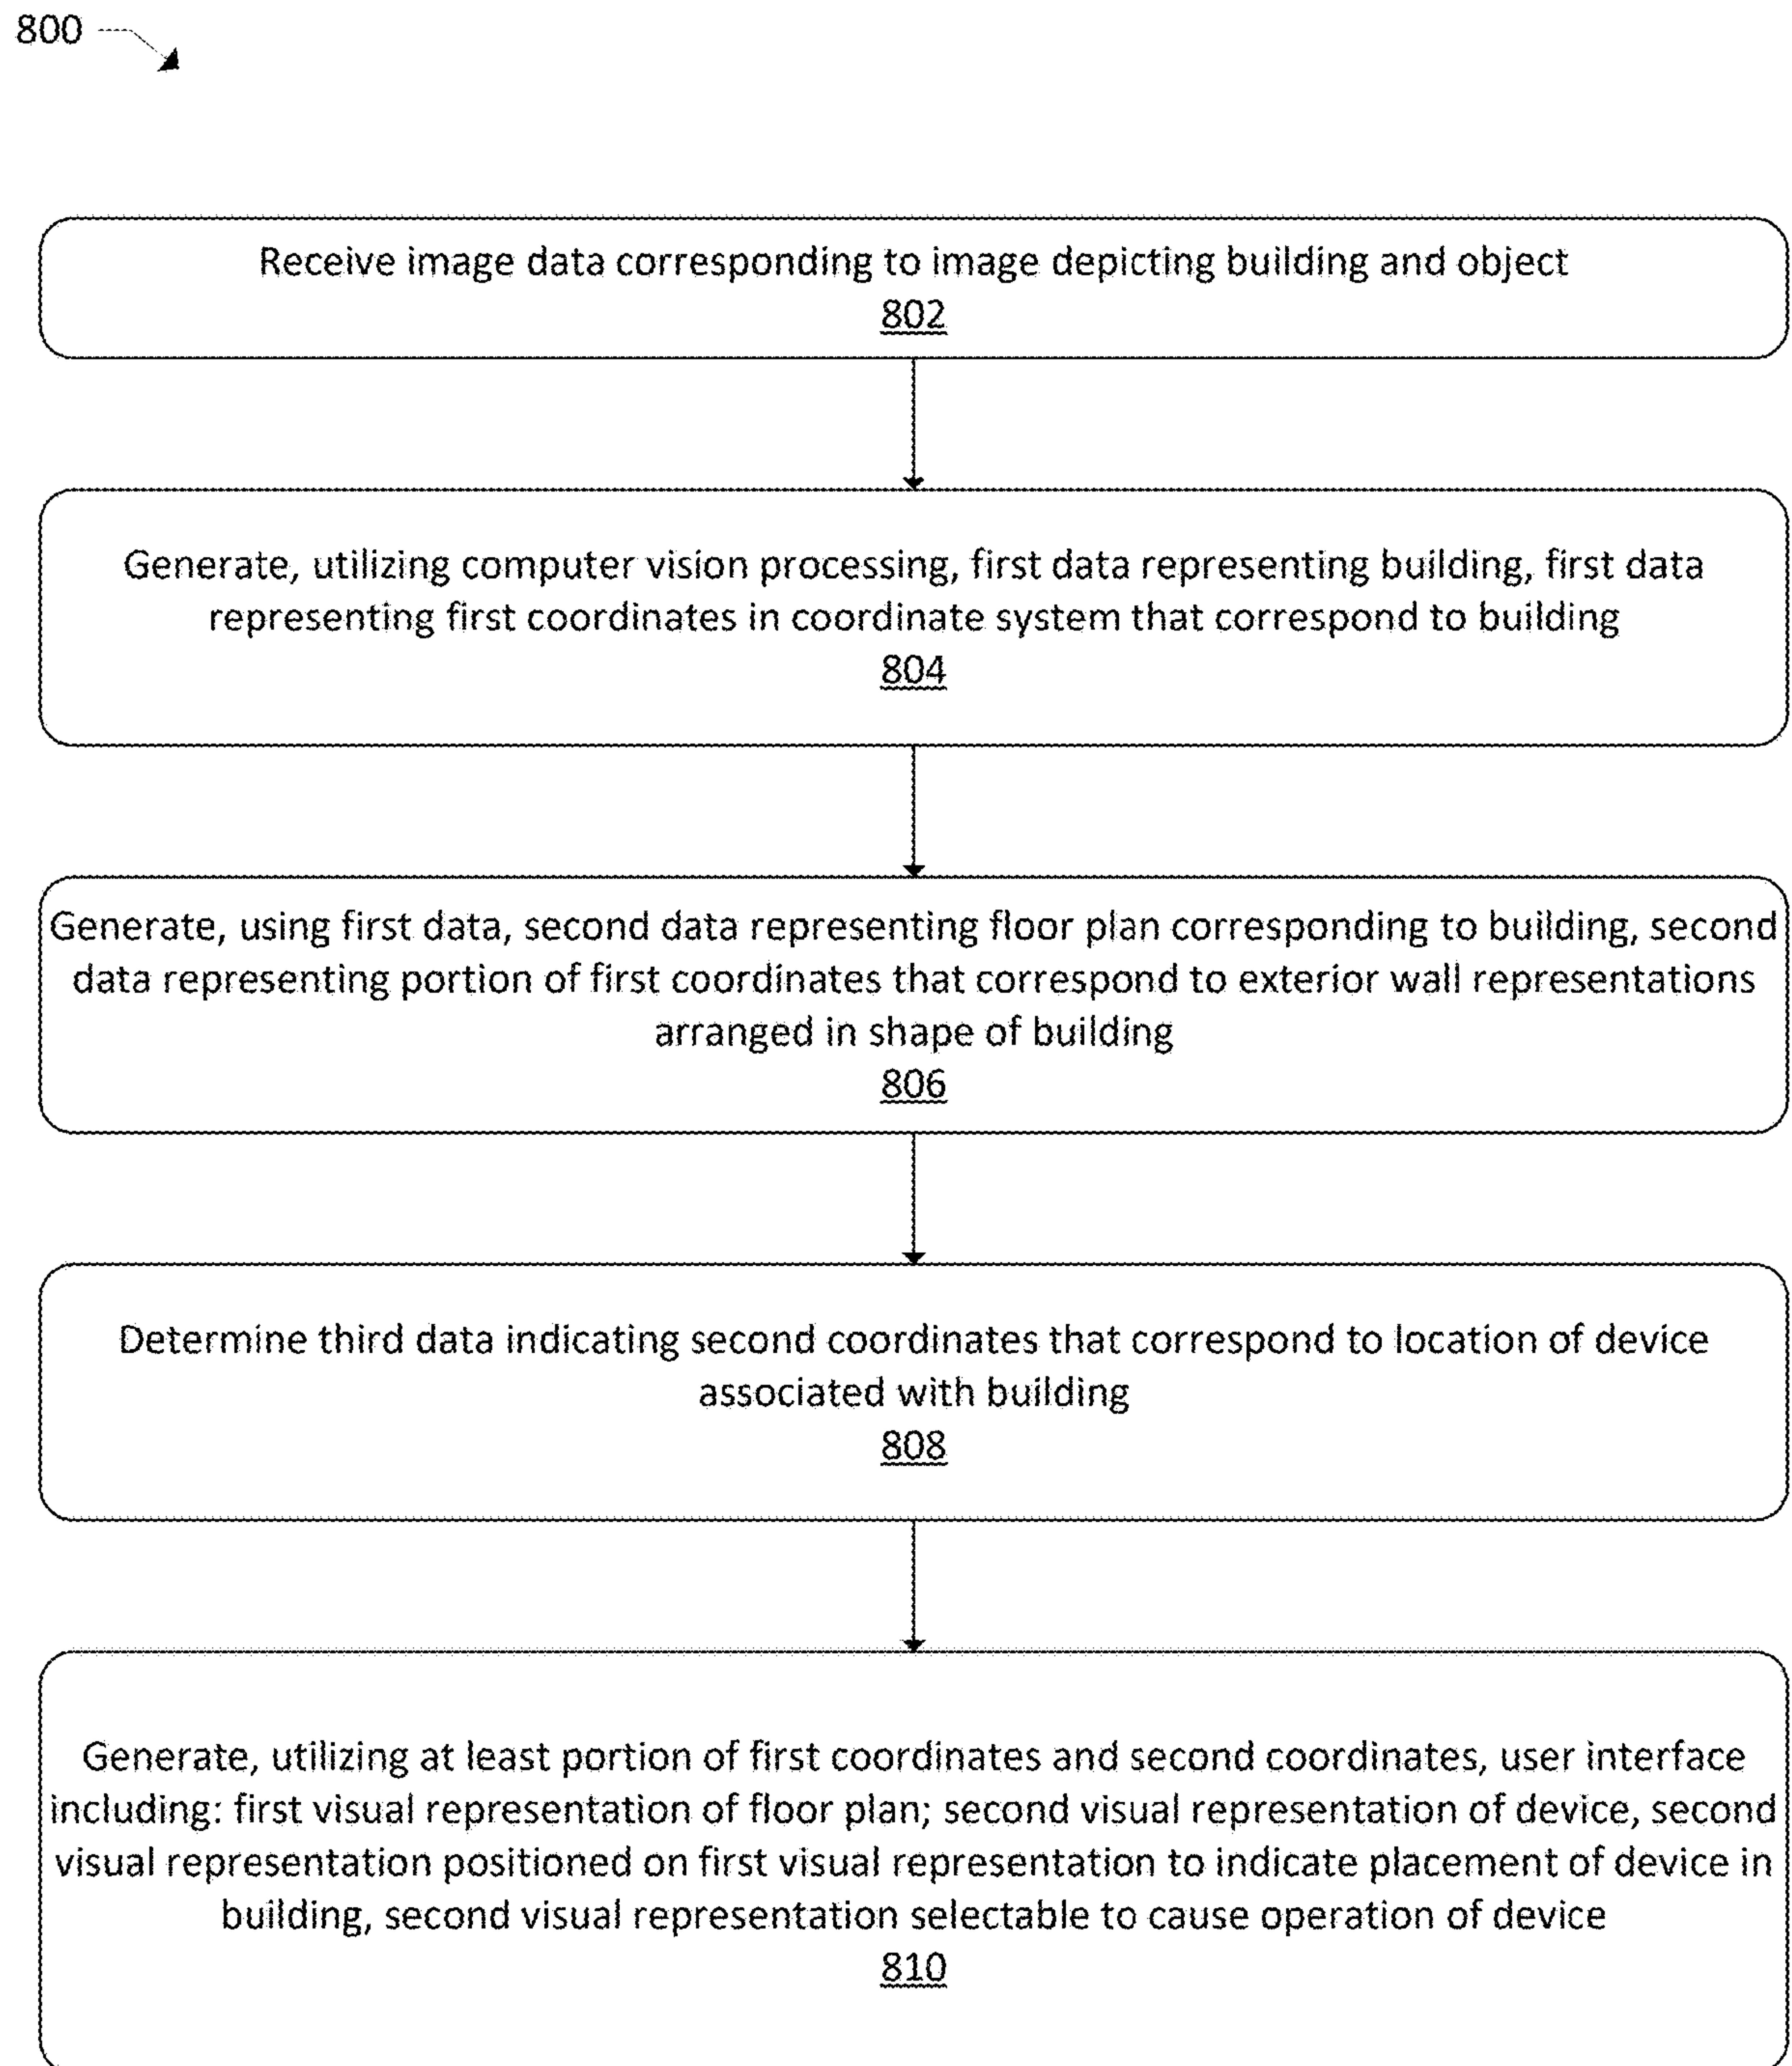 800
Receive image data corresponding to image depicting building and object
802
Generate, utilizing computer vision processing, first data representing building, first data
representing first coordinates in coordinate system that correspond to building
804
Generate, using first data, second data representing floor plan corresponding to building, second
data representing portion of first coordinates that correspond to exterior wall representations
arranged in shape of building
806
Determine third data indicating second coordinates that correspond to location of device
associated with building
808
Generate, utilizing at least portion of first coordinates and second coordinates, user interface
including: first visual representation of floor plan; second visual representation of device, second
visual representation positioned on first visual representation to indicate placement of device in
building, second visual representation selectable to cause operation of device
810